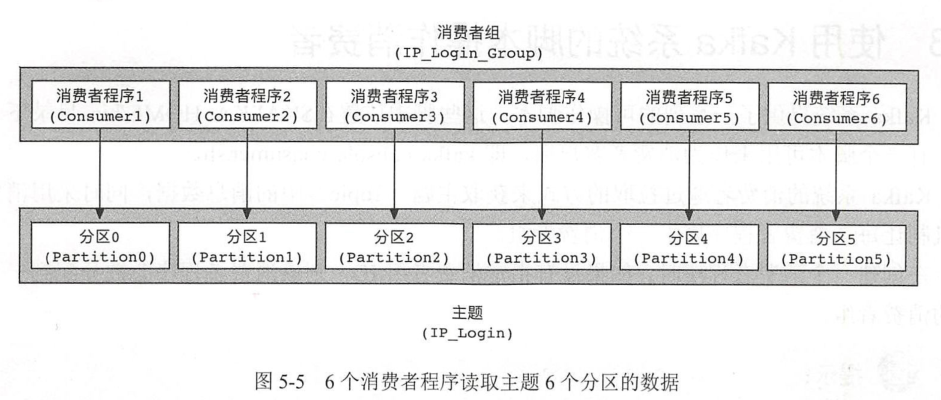 消费者组
(IP_Login_Group)
消费者程序1 消费者程序2 消费者程序3 消费者程序4 消费者程序5 消费者程序6
(Consumer1) (Consumer2) (Consumer3) (Consumer4) (Consumer5) (Consumer6)
分区0 分区1 分区2 分区3 分区4 分区5
(Partition0) (Partition1) (Partition2) (Partition3) (Partition4) (Partition5)
主题
(IP_Login)
图 5-5 6 个消费者程序读取主题 6 个分区的数据